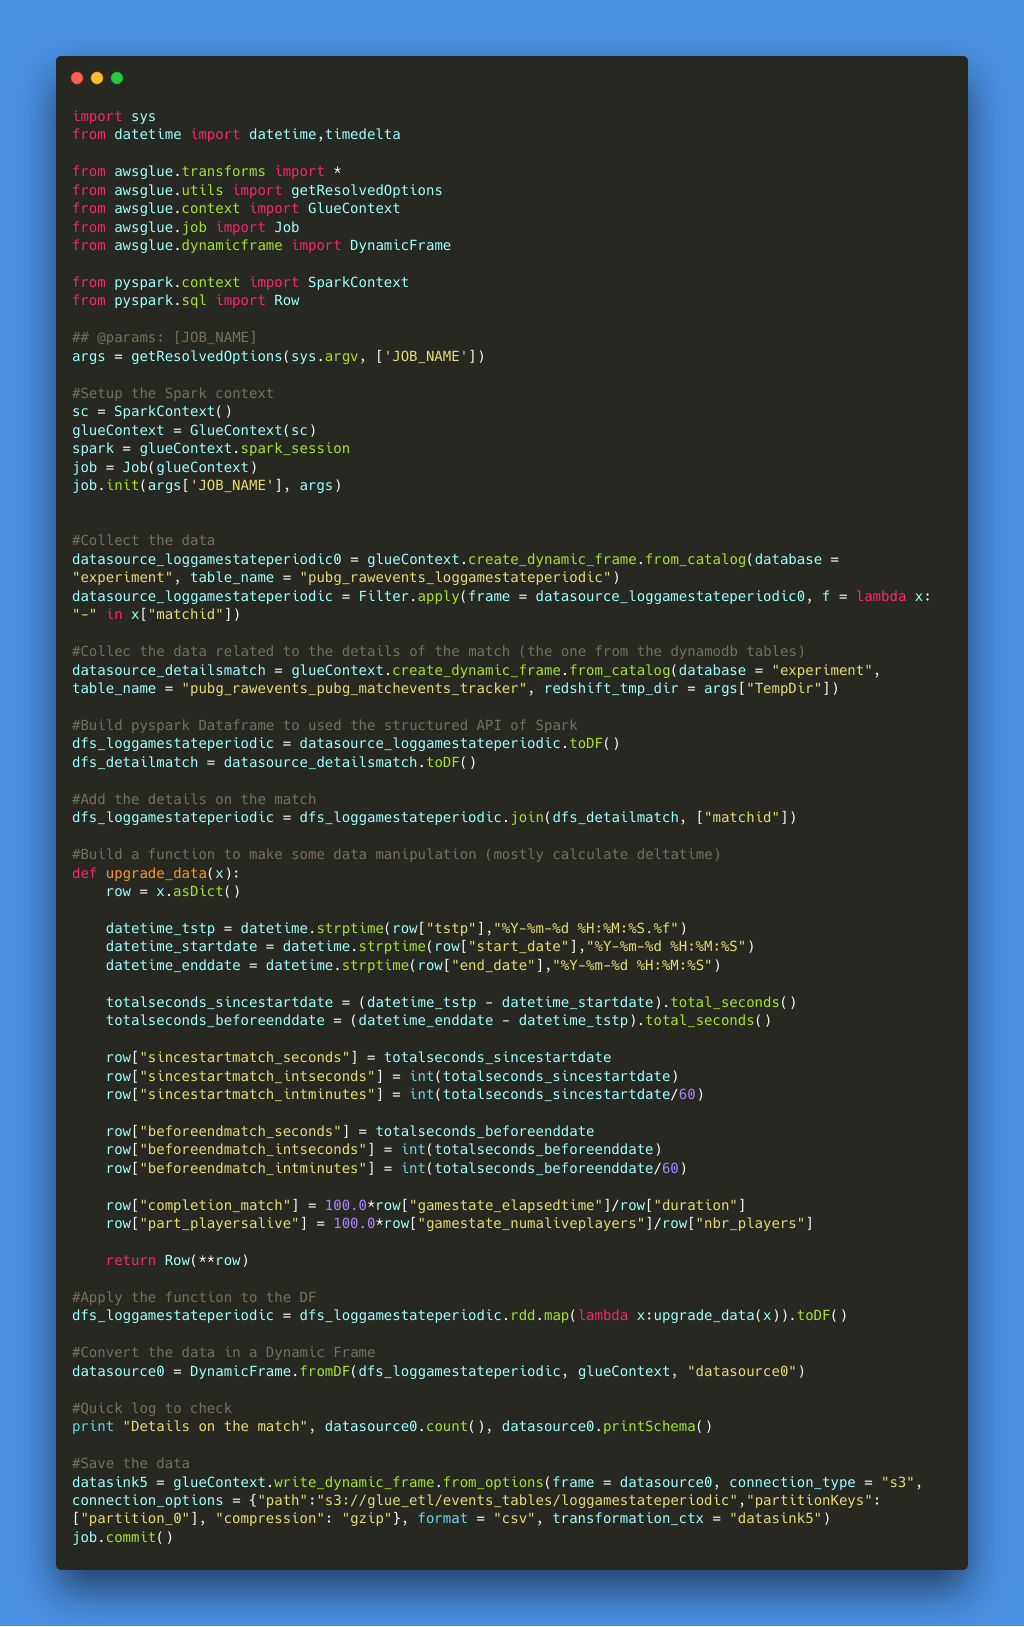 import sys
from datetime import datetime,timedelta

from awsglue.transforms import *
from awsglue.utils import getResolvedOptions
from awsglue.context import GlueContext
from awsglue.job import Job
from awsglue.dynamicframe import DynamicFrame

from pyspark.context import SparkContext
from pyspark.sql import Row

## @params: [JOB_NAME]
args = getResolvedOptions(sys.argv, ['JOB_NAME'])

#Setup the Spark context
sc = SparkContext()
glueContext = GlueContext(sc)
spark = glueContext.spark_session
job = Job(glueContext)
job.init(args['JOB_NAME'], args)


#Collect the data
datasource_loggamestateperiodic0 = glueContext.create_dynamic_frame.from_catalog(database =
"experiment", table_name = "pubg_rawevents_loggamestateperiodic")
datasource_loggamestateperiodic = Filter.apply(frame = datasource_loggamestateperiodic0, f = lambda x:
"-" in x["matchid"])

#Collec the data related to the details of the match (the one from the dynamodb tables)
datasource_detailsmatch = glueContext.create_dynamic_frame.from_catalog(database = "experiment",
table_name = "pubg_rawevents_pubg_matchevents_tracker", redshift_tmp_dir = args["TempDir"])

#Build pyspark Dataframe to used the structured API of Spark
dfs_loggamestateperiodic = datasource_loggamestateperiodic.toDF()
dfs_detailmatch = datasource_detailsmatch.toDF()

#Add the details on the match
dfs_loggamestateperiodic = dfs_loggamestateperiodic.join(dfs_detailmatch, ["matchid"])

#Build a function to make some data manipulation (mostly calculate deltatime)
def upgrade_data(x):
    row = x.asDict()

    datetime_tstp = datetime.strptime(row["tstp"],"%Y-%m-%d %H:%M:%S.%f")
    datetime_startdate = datetime.strptime(row["start_date"],"%Y-%m-%d %H:%M:%S")
    datetime_enddate = datetime.strptime(row["end_date"],"%Y-%m-%d %H:%M:%S")

    totalseconds_sincestartdate = (datetime_tstp - datetime_startdate).total_seconds()
    totalseconds_beforeenddate = (datetime_enddate - datetime_tstp).total_seconds()

    row["sincestartmatch_seconds"] = totalseconds_sincestartdate
    row["sincestartmatch_intseconds"] = int(totalseconds_sincestartdate)
    row["sincestartmatch_intminutes"] = int(totalseconds_sincestartdate/60)

    row["beforeendmatch_seconds"] = totalseconds_beforeenddate
    row["beforeendmatch_intseconds"] = int(totalseconds_beforeenddate)
    row["beforeendmatch_intminutes"] = int(totalseconds_beforeenddate/60)

    row["completion_match"] = 100.0*row["gamestate_elapsedtime"]/row["duration"]
    row["part_playersalive"] = 100.0*row["gamestate_numaliveplayers"]/row["nbr_players"]

    return Row(**row)

#Apply the function to the DF
dfs_loggamestateperiodic = dfs_loggamestateperiodic.rdd.map(lambda x:upgrade_data(x)).toDF()

#Convert the data in a Dynamic Frame
datasource0 = DynamicFrame.fromDF(dfs_loggamestateperiodic, glueContext, "datasource0")

#Quick log to check
print "Details on the match", datasource0.count(), datasource0.printSchema()

#Save the data
datasink5 = glueContext.write_dynamic_frame.from_options(frame = datasource0, connection_type = "s3",
connection_options = {"path":"s3://glue_etl/events_tables/loggamestateperiodic","partitionKeys":
["partition_0"], "compression": "gzip"}, format = "csv", transformation_ctx = "datasink5")
job.commit()